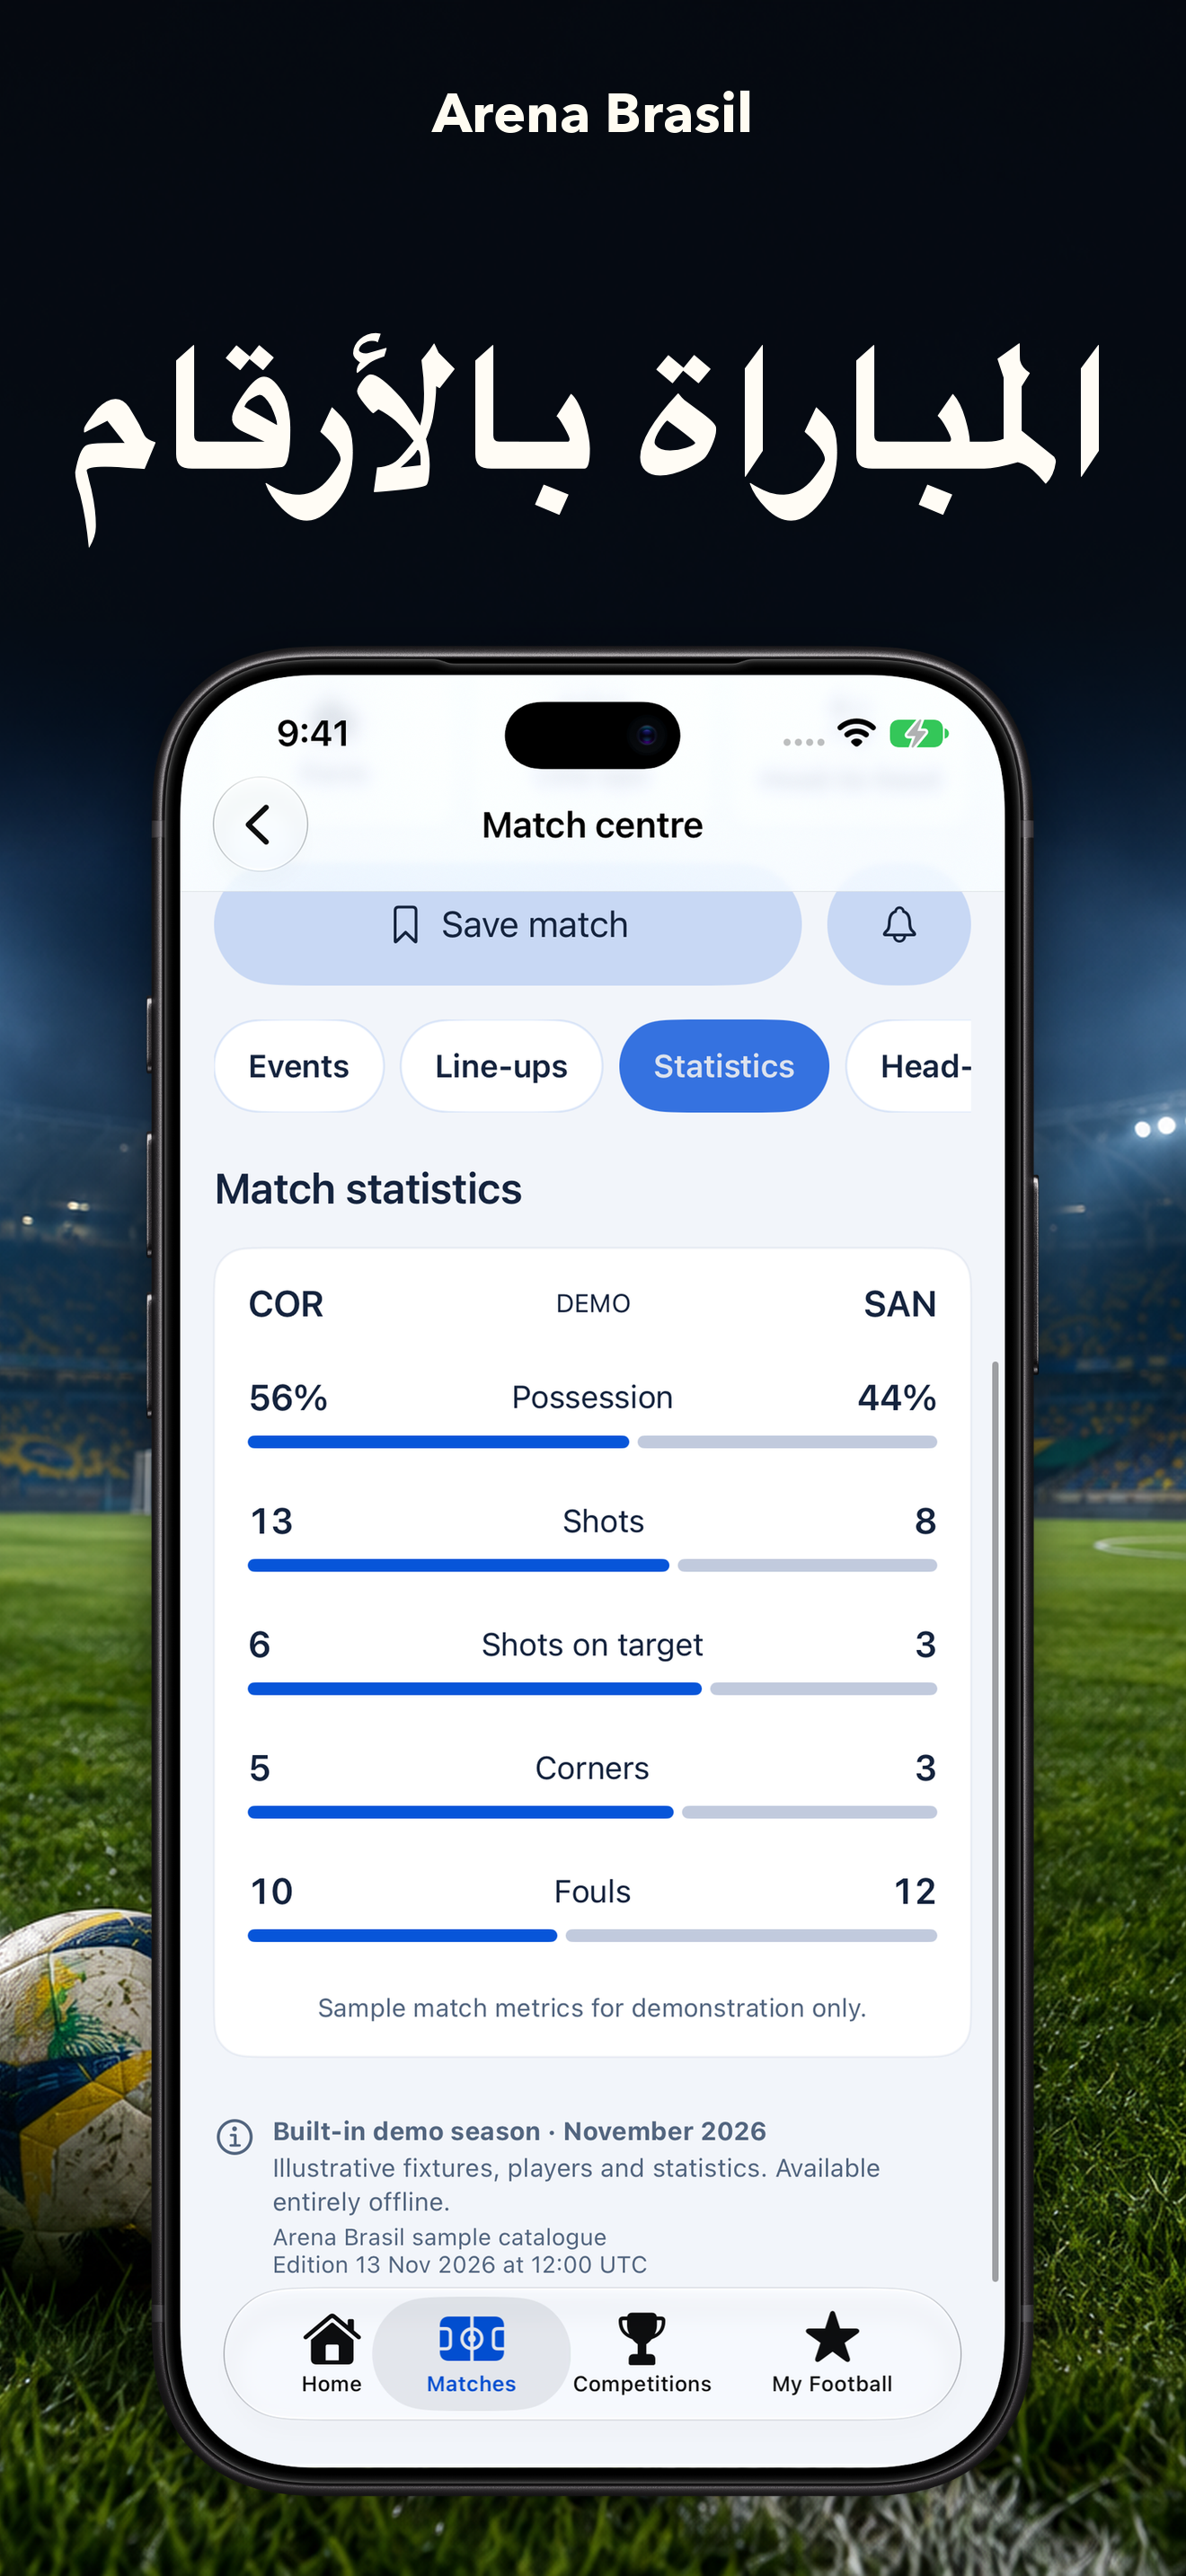 Arena Brasil
المباراة بالأرقام
9:41
Match centre
Save match
Events Line-ups Statistics Head-
Match statistics
COR DEMO SAN
56% Possession 44%
13 Shots 8
6 Shots on target 3
5 Corners 3
10 Fouls 12
Sample match metrics for demonstration only.
Built-in demo season · November 2026
Illustrative fixtures, players and statistics. Available
entirely offline.
Arena Brasil sample catalogue
Edition 13 Nov 2026 at 12:00 UTC
Home Matches Competitions My Football